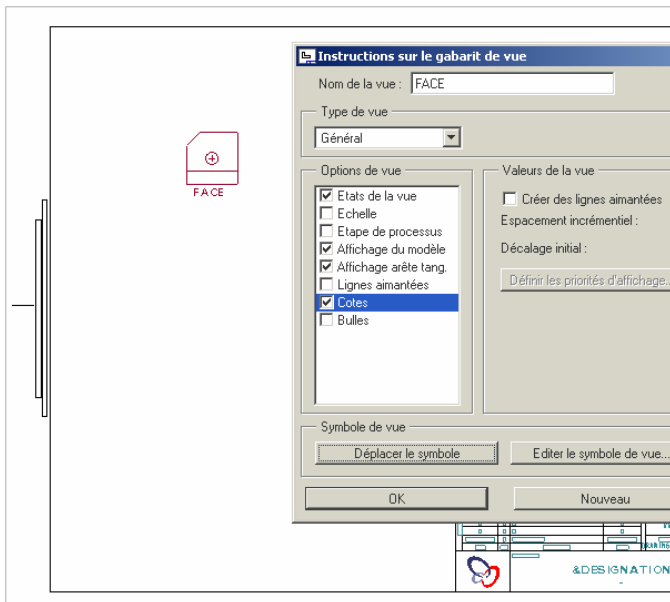 Instructions sur le gabarit de vue
Nom de la vue : FACE
Type de vue
Général
FACE
Options de vue
Etats de la vue
Echelle
Etape de processus
Affichage du modèle
Affichage arête tang.
Lignes aimantées
Cotes
Bulles
Valeurs de la vue
Créer des lignes aimantées
Espacement incrémentiel :
Décalage initial :
Définir les priorités d'affichage..
Symbole de vue
Déplacer le symbole
Editer le symbole de vue...
OK
Nouveau
&DESIGNATION